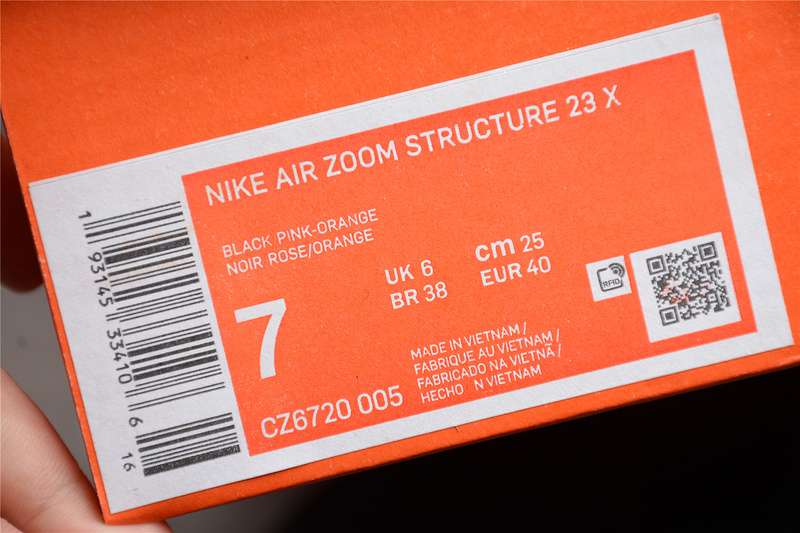 NIKE AIR ZOOM STRUCTURE 23 X
BLACK PINK-ORANGE
NOIR ROSE/ORANGE
7
UK 6
BR 38
cm 25
EUR 40
RFID
CZ6720 005
MADE IN VIETNAM /
FABRIQUE AU VIETNAM /
FABRICADO NA VIETNÃ /
HECHO N VIETNAM
1 93145 33410 6 16